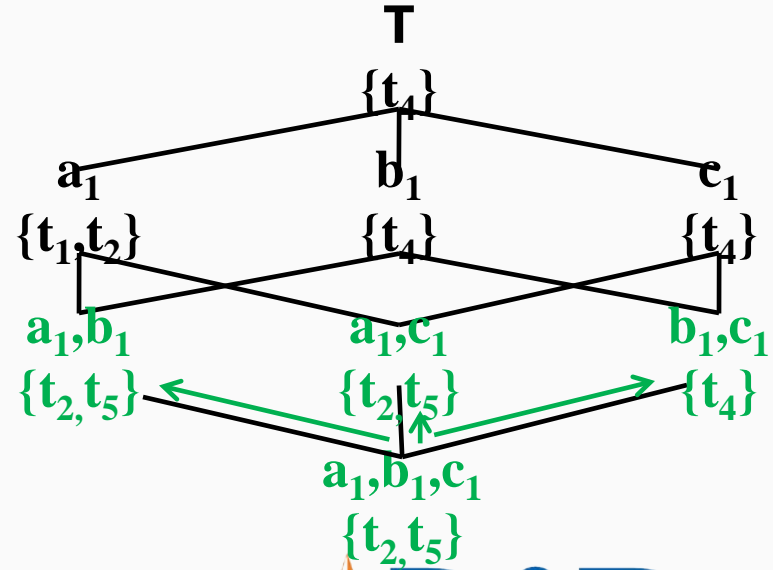 T
{t₄}
a₁ b₁ c₁
{t₁,t₂} {t₄} {t₄}
a₁,b₁ a₁,c₁ b₁,c₁
{t₂,t₅} {t₂,t₅} {t₄}
a₁,b₁,c₁
{t₂,t₅}